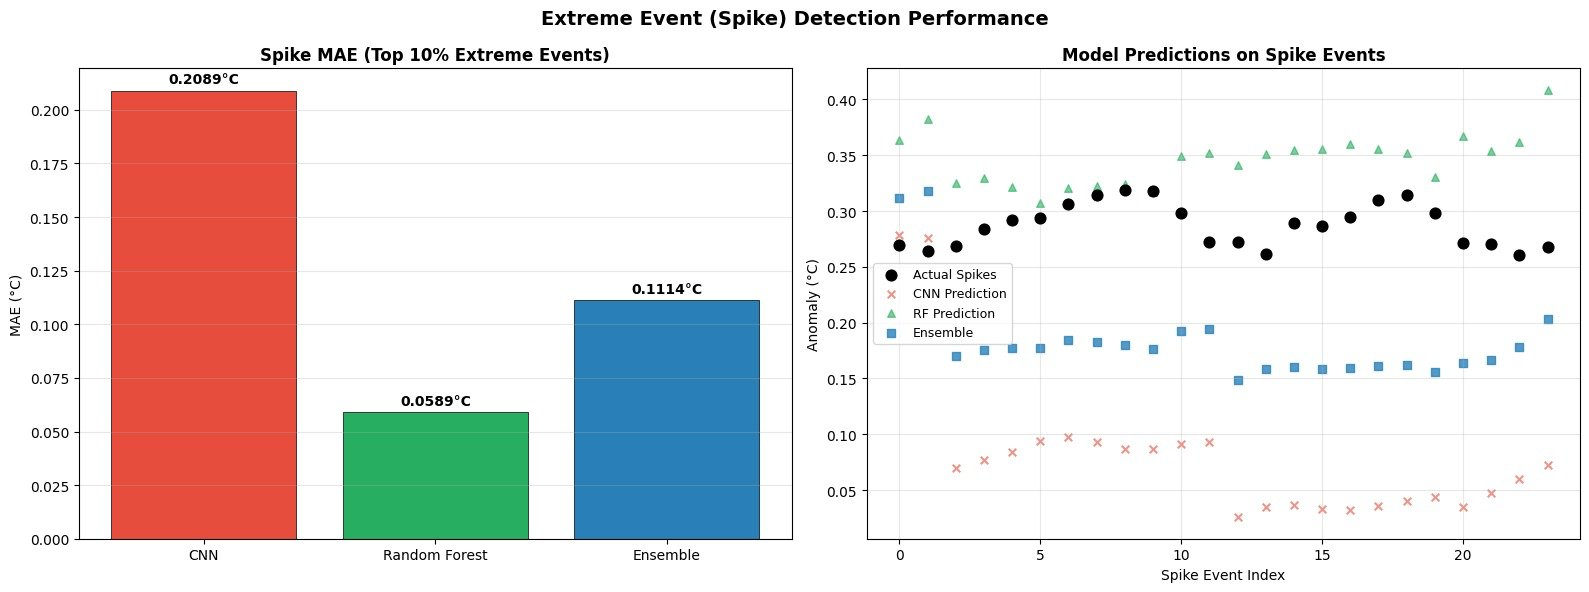 Extreme Event (Spike) Detection Performance
Spike MAE (Top 10% Extreme Events)
0.2089°C
0.0589°C
0.1114°C
MAE (°C)
0.200
0.175
0.150
0.125
0.100
0.075
0.050
0.025
0.000
CNN
Random Forest
Ensemble
Model Predictions on Spike Events
Anomaly (°C)
0.40
0.35
0.30
0.25
0.20
0.15
0.10
0.05
Actual Spikes
CNN Prediction
RF Prediction
Ensemble
0
5
10
15
20
Spike Event Index